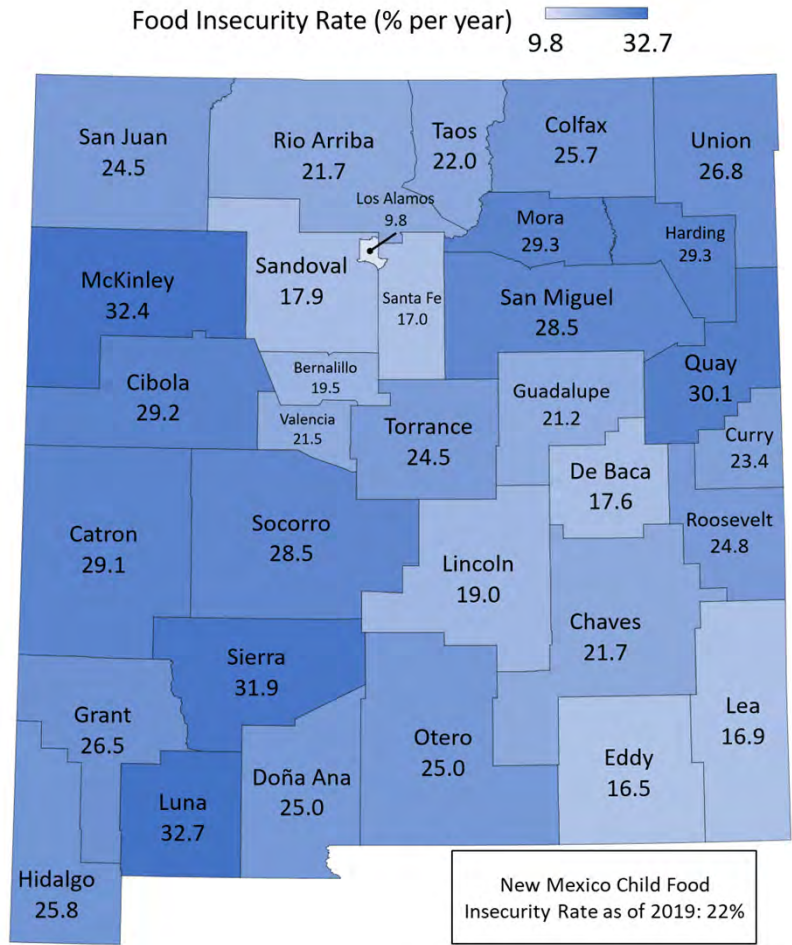 Food Insecurity Rate (% per year)
9.8 32.7
San Juan
24.5
Rio Arriba
21.7
Taos
22.0
Colfax
25.7
Union
26.8
Los Alamos
9.8
Mora
29.3
Harding
29.3
McKinley
32.4
Sandoval
17.9
Santa Fe
17.0
San Miguel
28.5
Quay
30.1
Cibola
29.2
Bernalillo
19.5
Valencia
21.5
Torrance
24.5
Guadalupe
21.2
Curry
23.4
De Baca
17.6
Roosevelt
24.8
Catron
29.1
Socorro
28.5
Lincoln
19.0
Chaves
21.7
Sierra
31.9
Grant
26.5
Luna
32.7
Doña Ana
25.0
Otero
25.0
Eddy
16.5
Lea
16.9
Hidalgo
25.8
New Mexico Child Food
Insecurity Rate as of 2019: 22%